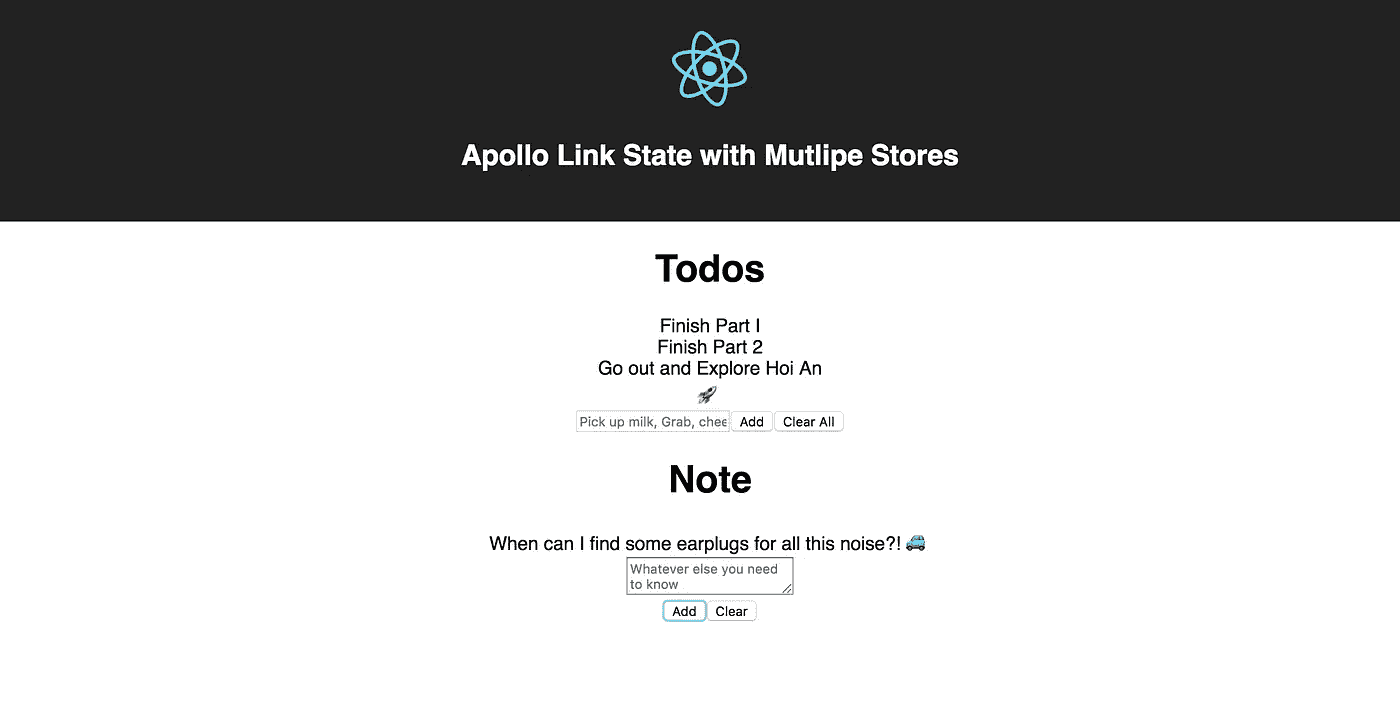 Apollo Link State with Mutlipe Stores
Todos
Finish Part I
Finish Part 2
Go out and Explore Hoi An
🚀
Pick up milk, Grab, chee Add Clear All
Note
When can I find some earplugs for all this noise?! 🚙
Whatever else you need
to know
Add Clear